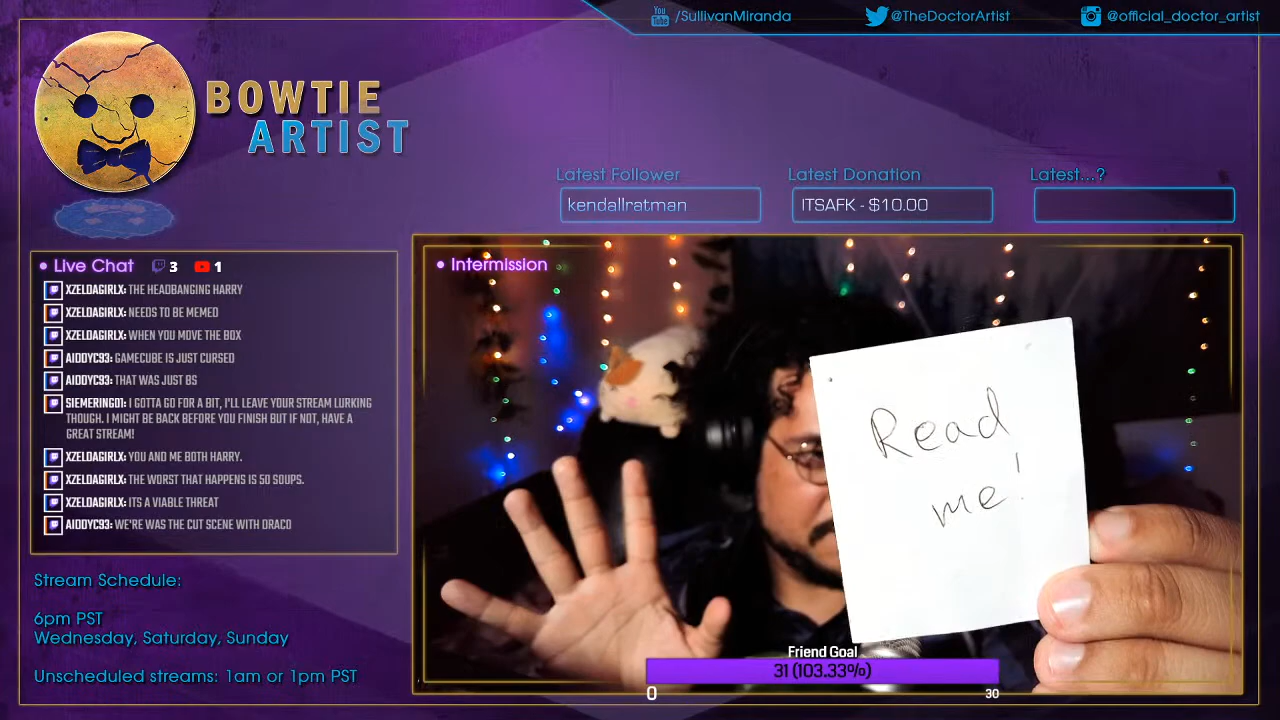 You Tube /SullivanMiranda
@TheDoctorArtist
@official_doctor_artist
BOWTIE
ARTIST
Latest Follower
kendallratman
Latest Donation
ITSAFK - $10.00
Latest...?
• Live Chat 3 1
XZELDAGIRLX: THE HEADBANGING HARRY
XZELDAGIRLX: NEEDS TO BE MEMED
XZELDAGIRLX: WHEN YOU MOVE THE BOX
AIDDYC93: GAMECUBE IS JUST CURSED
AIDDYC93: THAT WAS JUST BS
SIEMERING01: I GOTTA GO FOR A BIT, I'LL LEAVE YOUR STREAM LURKING
THOUGH. I MIGHT BE BACK BEFORE YOU FINISH BUT IF NOT, HAVE A
GREAT STREAM!
XZELDAGIRLX: YOU AND ME BOTH HARRY.
XZELDAGIRLX: THE WORST THAT HAPPENS IS 50 SOUPS.
XZELDAGIRLX: ITS A VIABLE THREAT
AIDDYC93: WE'RE WAS THE CUT SCENE WITH DRACO
Stream Schedule:
6pm PST
Wednesday, Saturday, Sunday
Unscheduled streams: 1am or 1pm PST
• Intermission
Read
me!
Friend Goal
31 (103.33%)
0 30